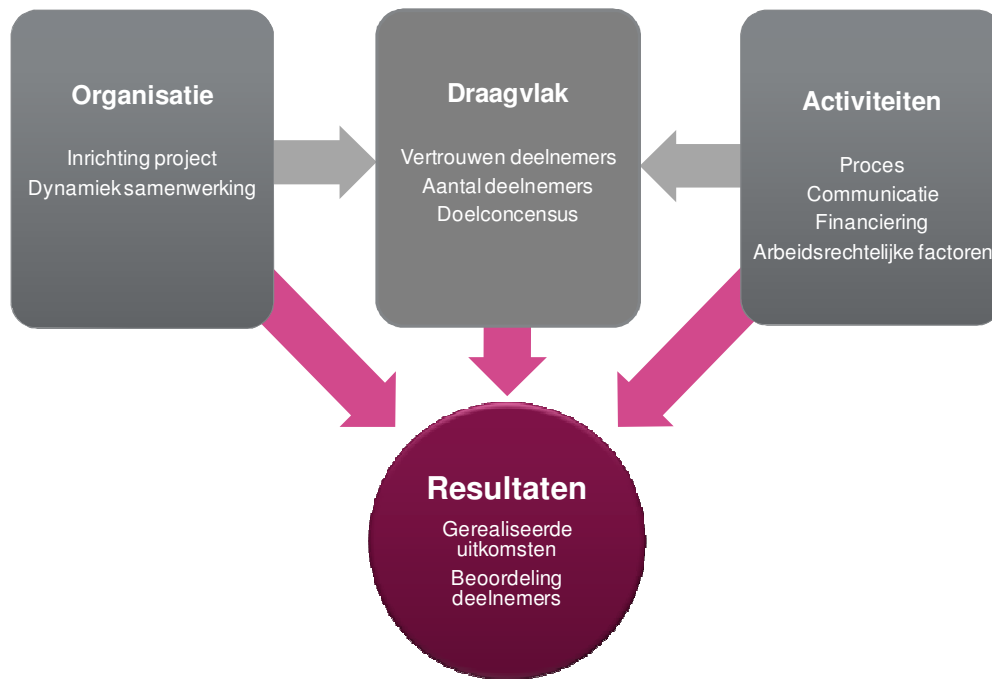 Organisatie
Inrichting project
Dynamiek samenwerking
Draagvlak
Vertrouwen deelnemers
Aantal deelnemers
Doelconcensus
Activiteiten
Proces
Communicatie
Financiering
Arbeidsrechtelijke factoren
Resultaten
Gerealiseerde
uitkomsten
Beoordeling
deelnemers